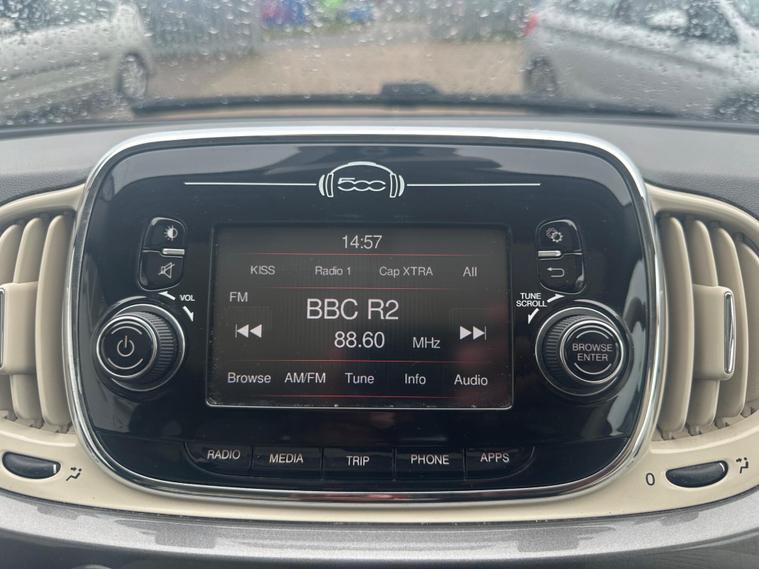 500
14:57
KISS Radio 1 Cap XTRA All
FM
BBC R2
88.60 MHz
Browse AM/FM Tune Info Audio
VOL
TUNE
SCROLL
BROWSE
ENTER
RADIO MEDIA TRIP PHONE APPS
0